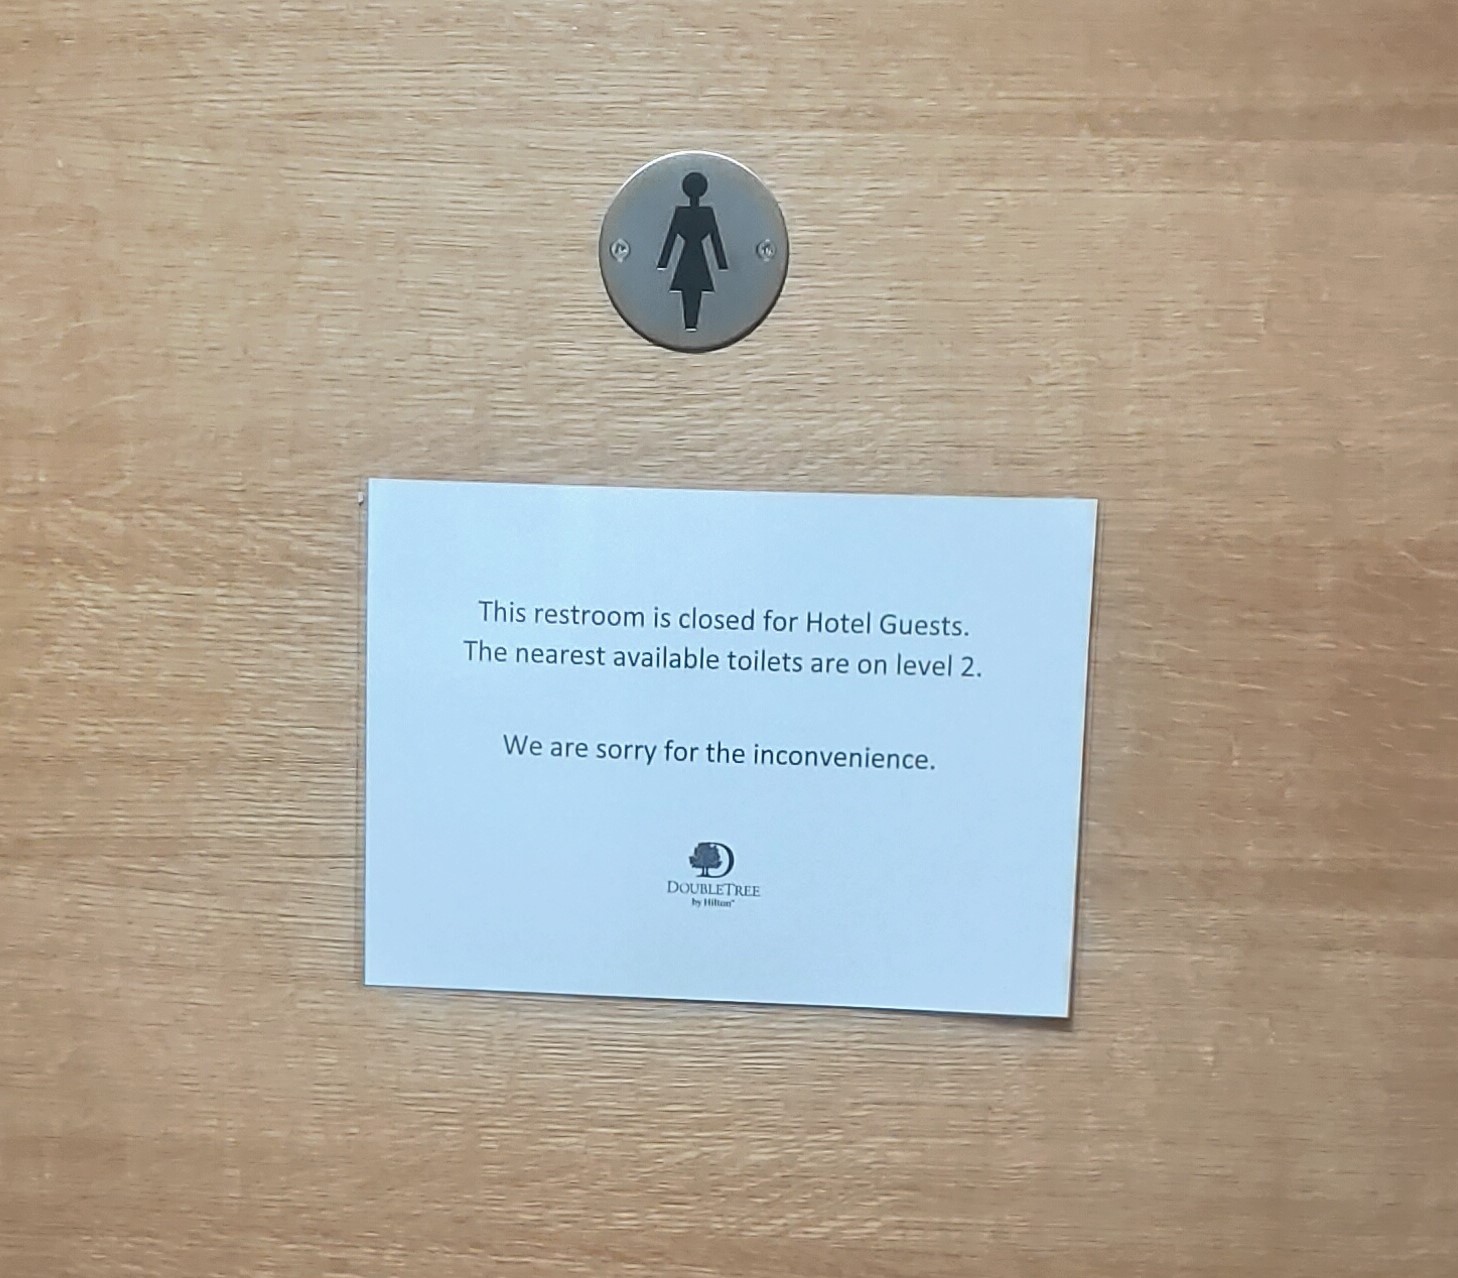 This restroom is closed for Hotel Guests.
The nearest available toilets are on level 2.
We are sorry for the inconvenience.
DOUBLETREE
by Hilton™